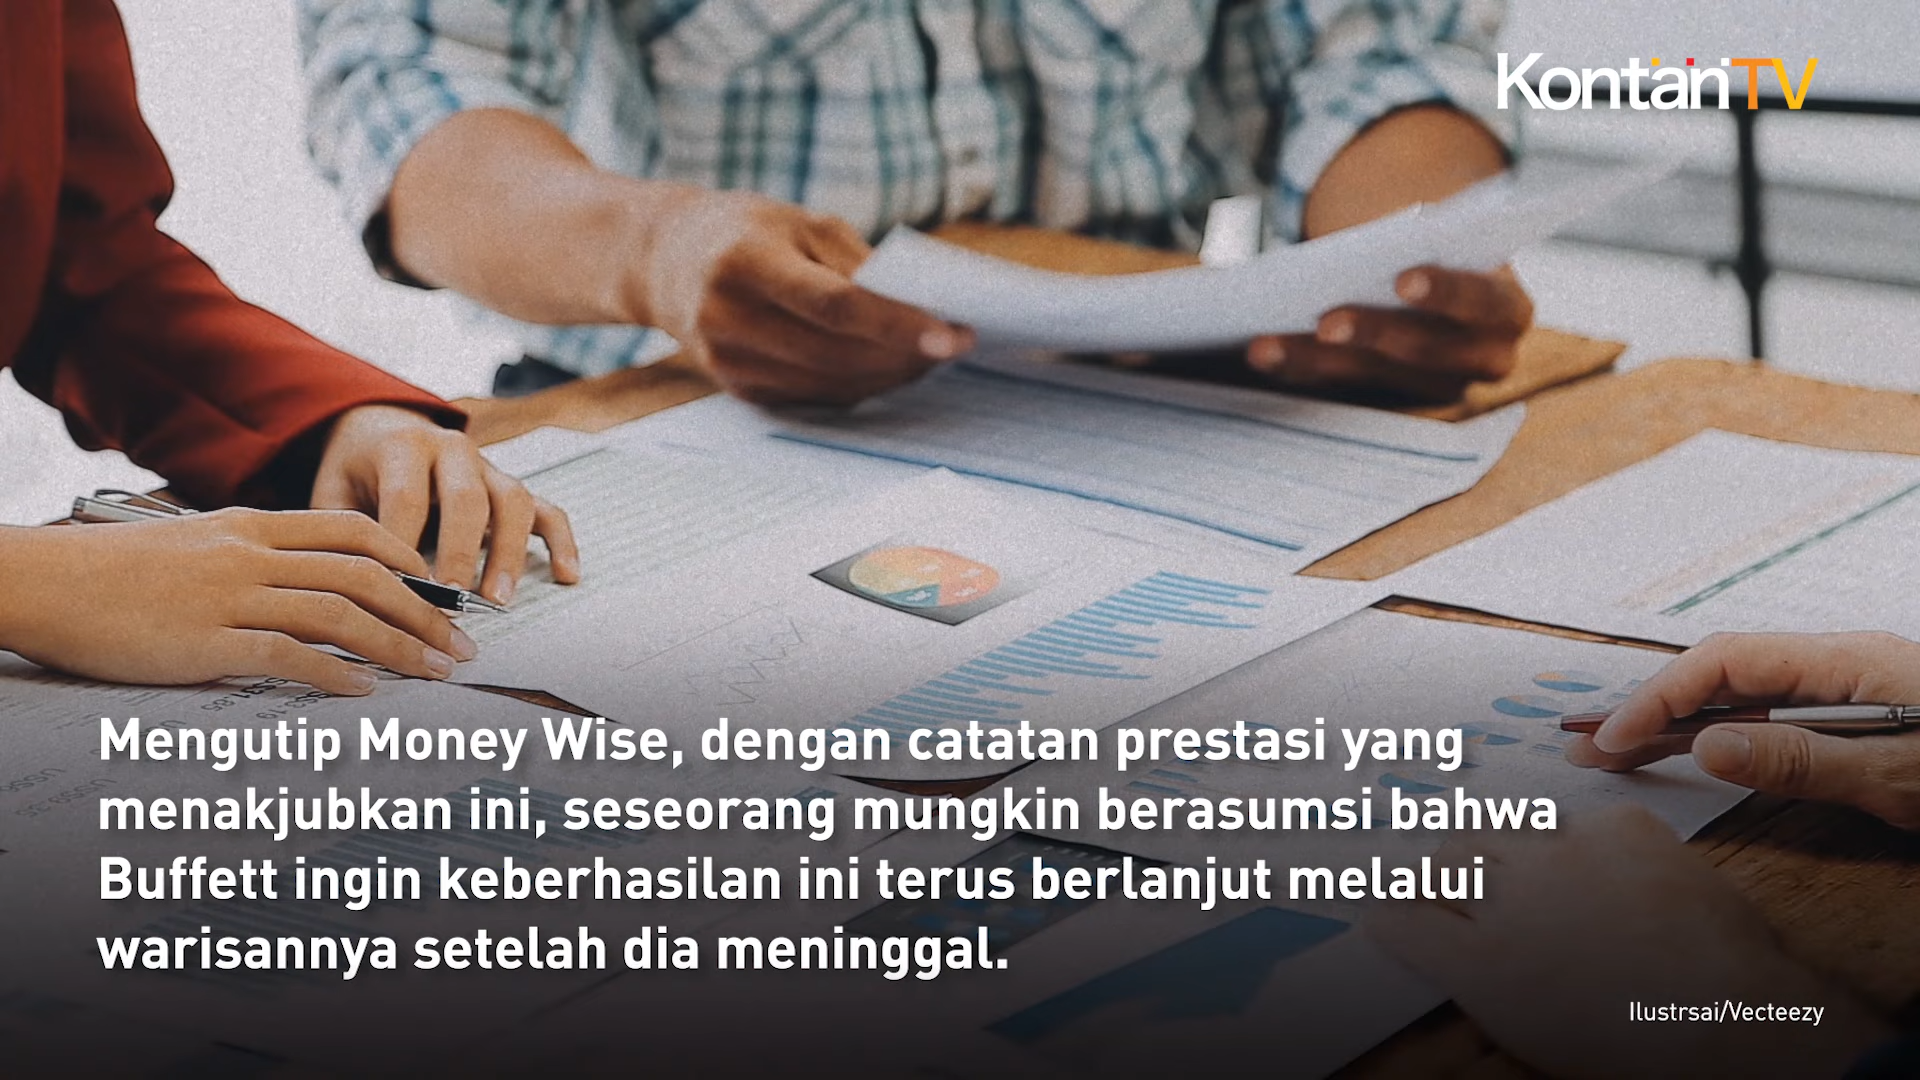 KontanTV
Mengutip Money Wise, dengan catatan prestasi yang
menakjubkan ini, seseorang mungkin berasumsi bahwa
Buffett ingin keberhasilan ini terus berlanjut melalui
warisannya setelah dia meninggal.
Ilustrsai/Vecteezy